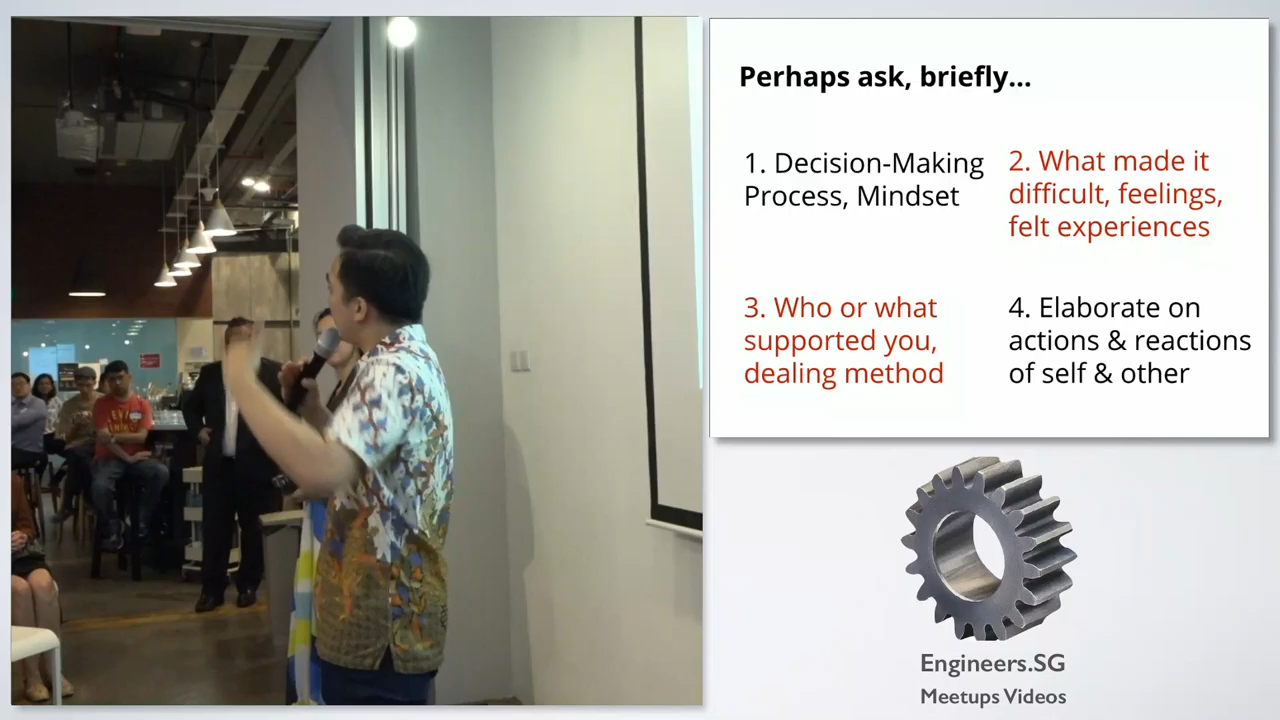 Perhaps ask, briefly...
1. Decision-Making
Process, Mindset
2. What made it
difficult, feelings,
felt experiences
3. Who or what
supported you,
dealing method
4. Elaborate on
actions & reactions
of self & other
Engineers.SG
Meetups Videos